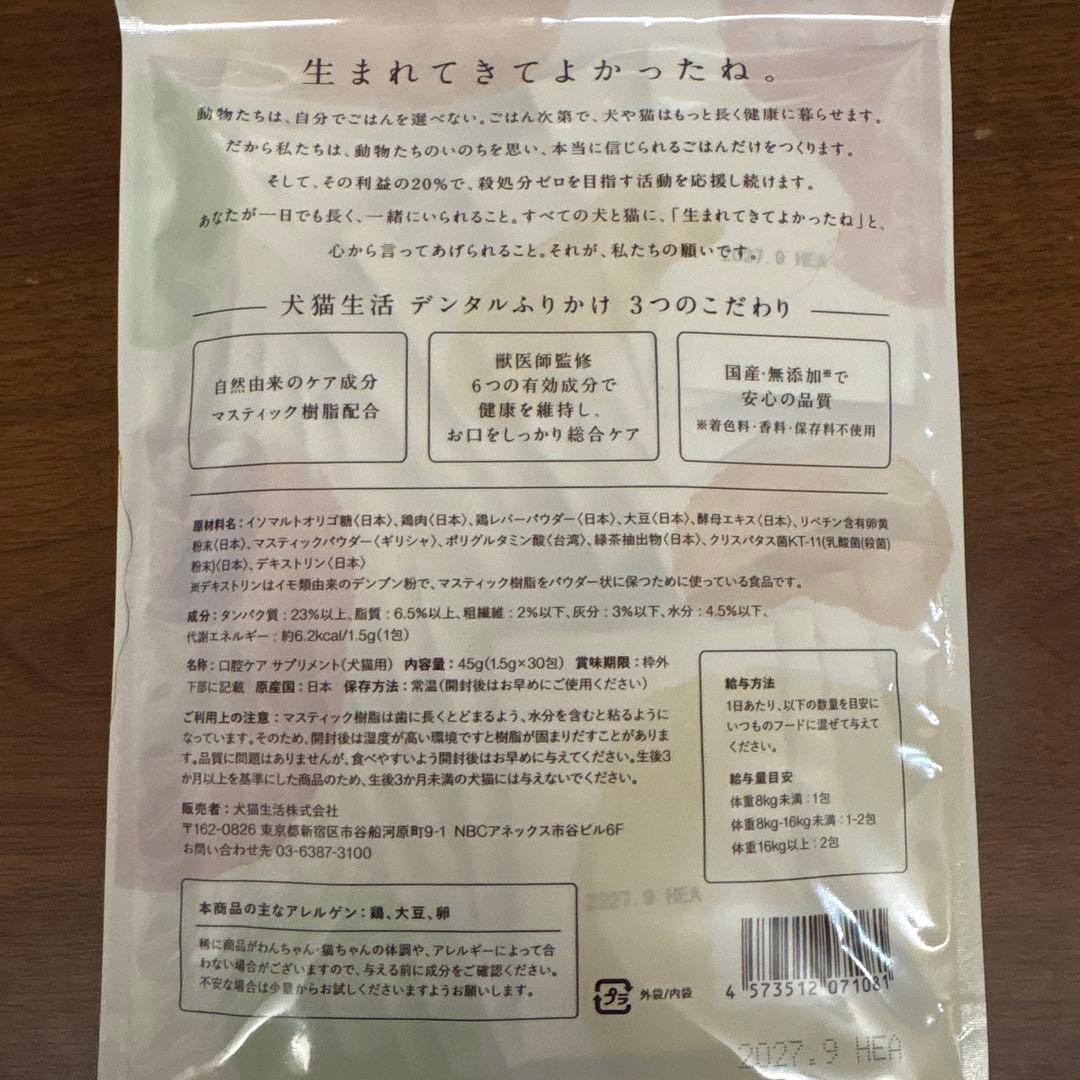 生まれてきてよかったね。
動物たちは、自分でごはんを選べない。ごはん次第で、犬や猫はもっと長く健康に暮らせます。
だから私たちは、動物たちのいのちを思い、本当に信じられるごはんだけをつくります。
そして、その利益の20%で、殺処分ゼロを目指す活動を応援し続けます。
あなたが一日でも長く、一緒にいられること。すべての犬と猫に、「生まれてきてよかったね」と、
心から言ってあげられること。それが、私たちの願いです。
2027.9 HEA
犬猫生活 デンタルふりかけ 3つのこだわり
自然由来のケア成分
マスティック樹脂配合
獣医師監修
6つの有効成分で
健康を維持し、
お口をしっかり総合ケア
国産・無添加※で
安心の品質
※着色料・香料・保存料不使用
原材料名：イソマルトオリゴ糖〈日本〉、鶏肉〈日本〉、鶏レバーパウダー〈日本〉、大豆〈日本〉、酵母エキス〈日本〉、リベチン含有卵黄
粉末〈日本〉、マスティックパウダー〈ギリシャ〉、ポリグルタミン酸〈台湾〉、緑茶抽出物〈日本〉、クリスパタス菌KT-11(乳酸菌(殺菌)
粉末)〈日本〉、デキストリン〈日本〉
※デキストリンはイモ類由来のデンプン粉で、マスティック樹脂をパウダー状に保つために使っている食品です。
成分：タンパク質：23%以上、脂質：6.5%以上、粗繊維：2%以下、灰分：3%以下、水分：4.5%以下、
代謝エネルギー：約6.2kcal/1.5g(1包)
名称：口腔ケア サプリメント(犬猫用) 内容量：45g(1.5g×30包) 賞味期限：枠外
下部に記載 原産国：日本 保存方法：常温(開封後はお早めにご使用ください)
ご利用上の注意：マスティック樹脂は歯に長くとどまるよう、水分を含むと粘るように
なっています。そのため、開封後は湿度が高い環境ですと樹脂が固まりだすことがありま
す。品質に問題はありませんが、食べやすいよう開封後はお早めに与えてください。生後3
か月以上を基準にした商品のため、生後3か月未満の犬猫には与えないでください。
販売者：犬猫生活株式会社
〒162-0826 東京都新宿区市谷船河原町9-1 NBCアネックス市谷ビル6F
お問い合わせ先 03-6387-3100
給与方法
1日あたり、以下の数量を目安に
いつものフードに混ぜて与えて
ください。
給与量目安
体重8kg未満：1包
体重8kg-16kg未満：1-2包
体重16kg以上：2包
2027.9 HEA
本商品の主なアレルゲン：鶏、大豆、卵
稀に商品がわんちゃん・猫ちゃんの体調や、アレルギーによって合
わない場合がございますので、与える前に成分をご確認ください。
不安な場合は少量からお試しくださいますようお願いします。
プラ
外袋/内袋
4 573512 071081
2027.9 HEA